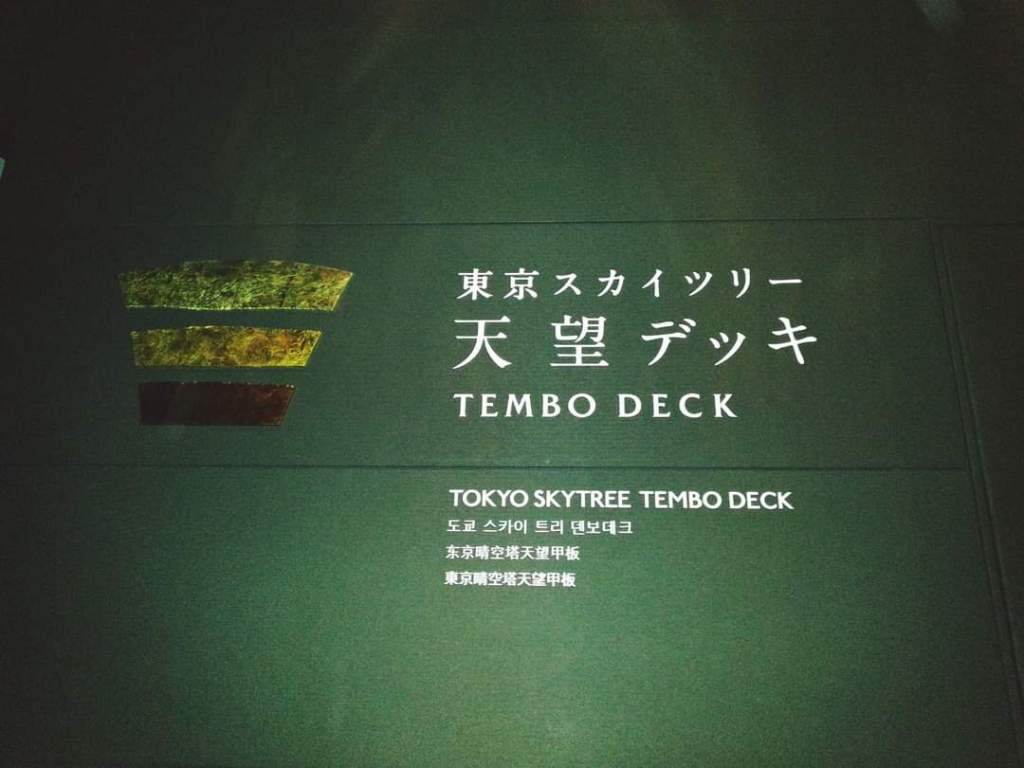 東京スカイツリー
天望デッキ
TEMBO DECK
TOKYO SKYTREE TEMBO DECK
도쿄 스카이 트리 덴보데크
东京晴空塔天望甲板
東京晴空塔天望甲板